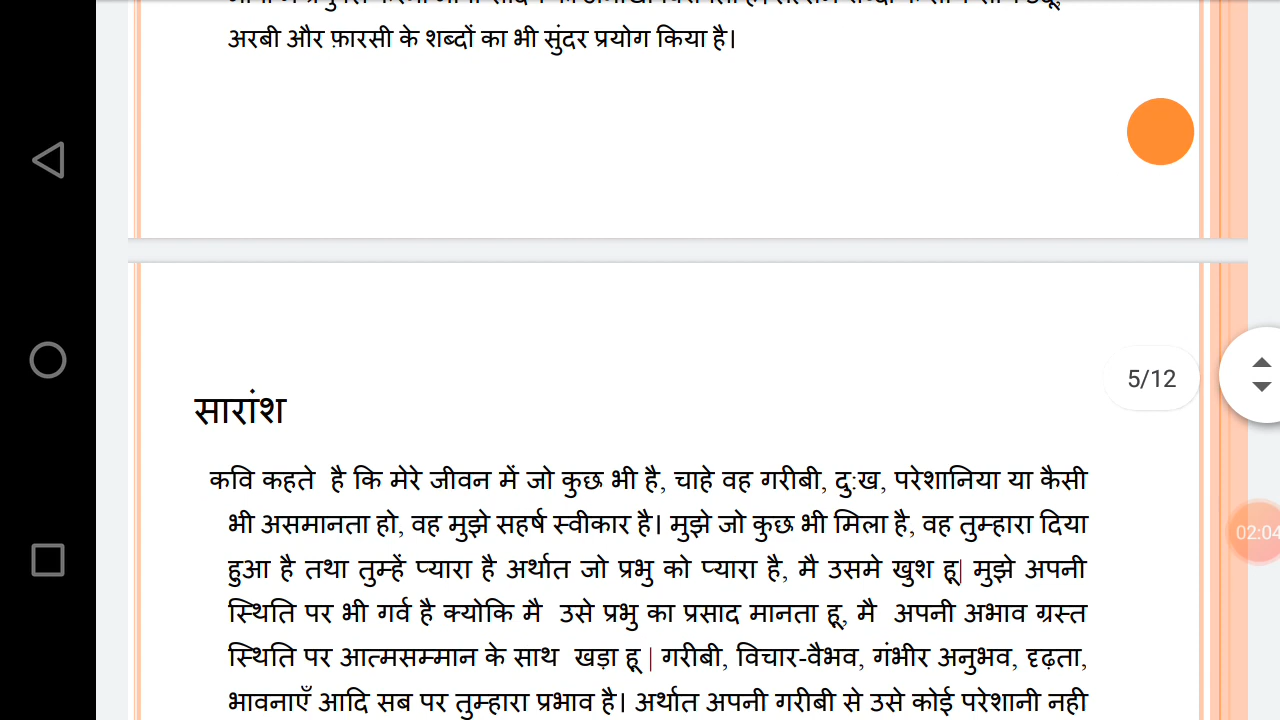 अरबी और फ़ारसी के शब्दों का भी सुंदर प्रयोग किया है।
5/12
सारांश
कवि कहते है कि मेरे जीवन में जो कुछ भी है, चाहे वह गरीबी, दु:ख, परेशानिया या कैसी
भी असमानता हो, वह मुझे सहर्ष स्वीकार है। मुझे जो कुछ भी मिला है, वह तुम्हारा दिया
02:04
हुआ है तथा तुम्हें प्यारा है अर्थात जो प्रभु को प्यारा है, मै उसमे खुश हू| मुझे अपनी
स्थिति पर भी गर्व है क्योकि मै उसे प्रभु का प्रसाद मानता हू, मै अपनी अभाव ग्रस्त
स्थिति पर आत्मसम्मान के साथ खड़ा हू | गरीबी, विचार-वैभव, गंभीर अनुभव, दृढ़ता,
भावनाएँ आदि सब पर तुम्हारा प्रभाव है। अर्थात अपनी गरीबी से उसे कोई परेशानी नही